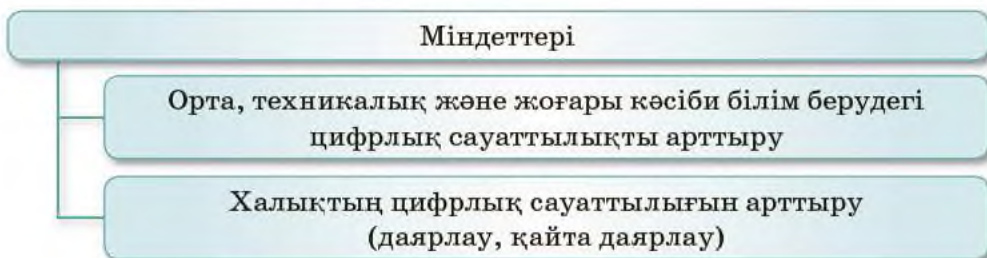 Міндеттері
Орта, техникалық және жоғары кәсіби білім берудегі
цифрлық сауаттылықты арттыру
Халықтың цифрлық сауаттылығын арттыру
(даярлау, қайта даярлау)